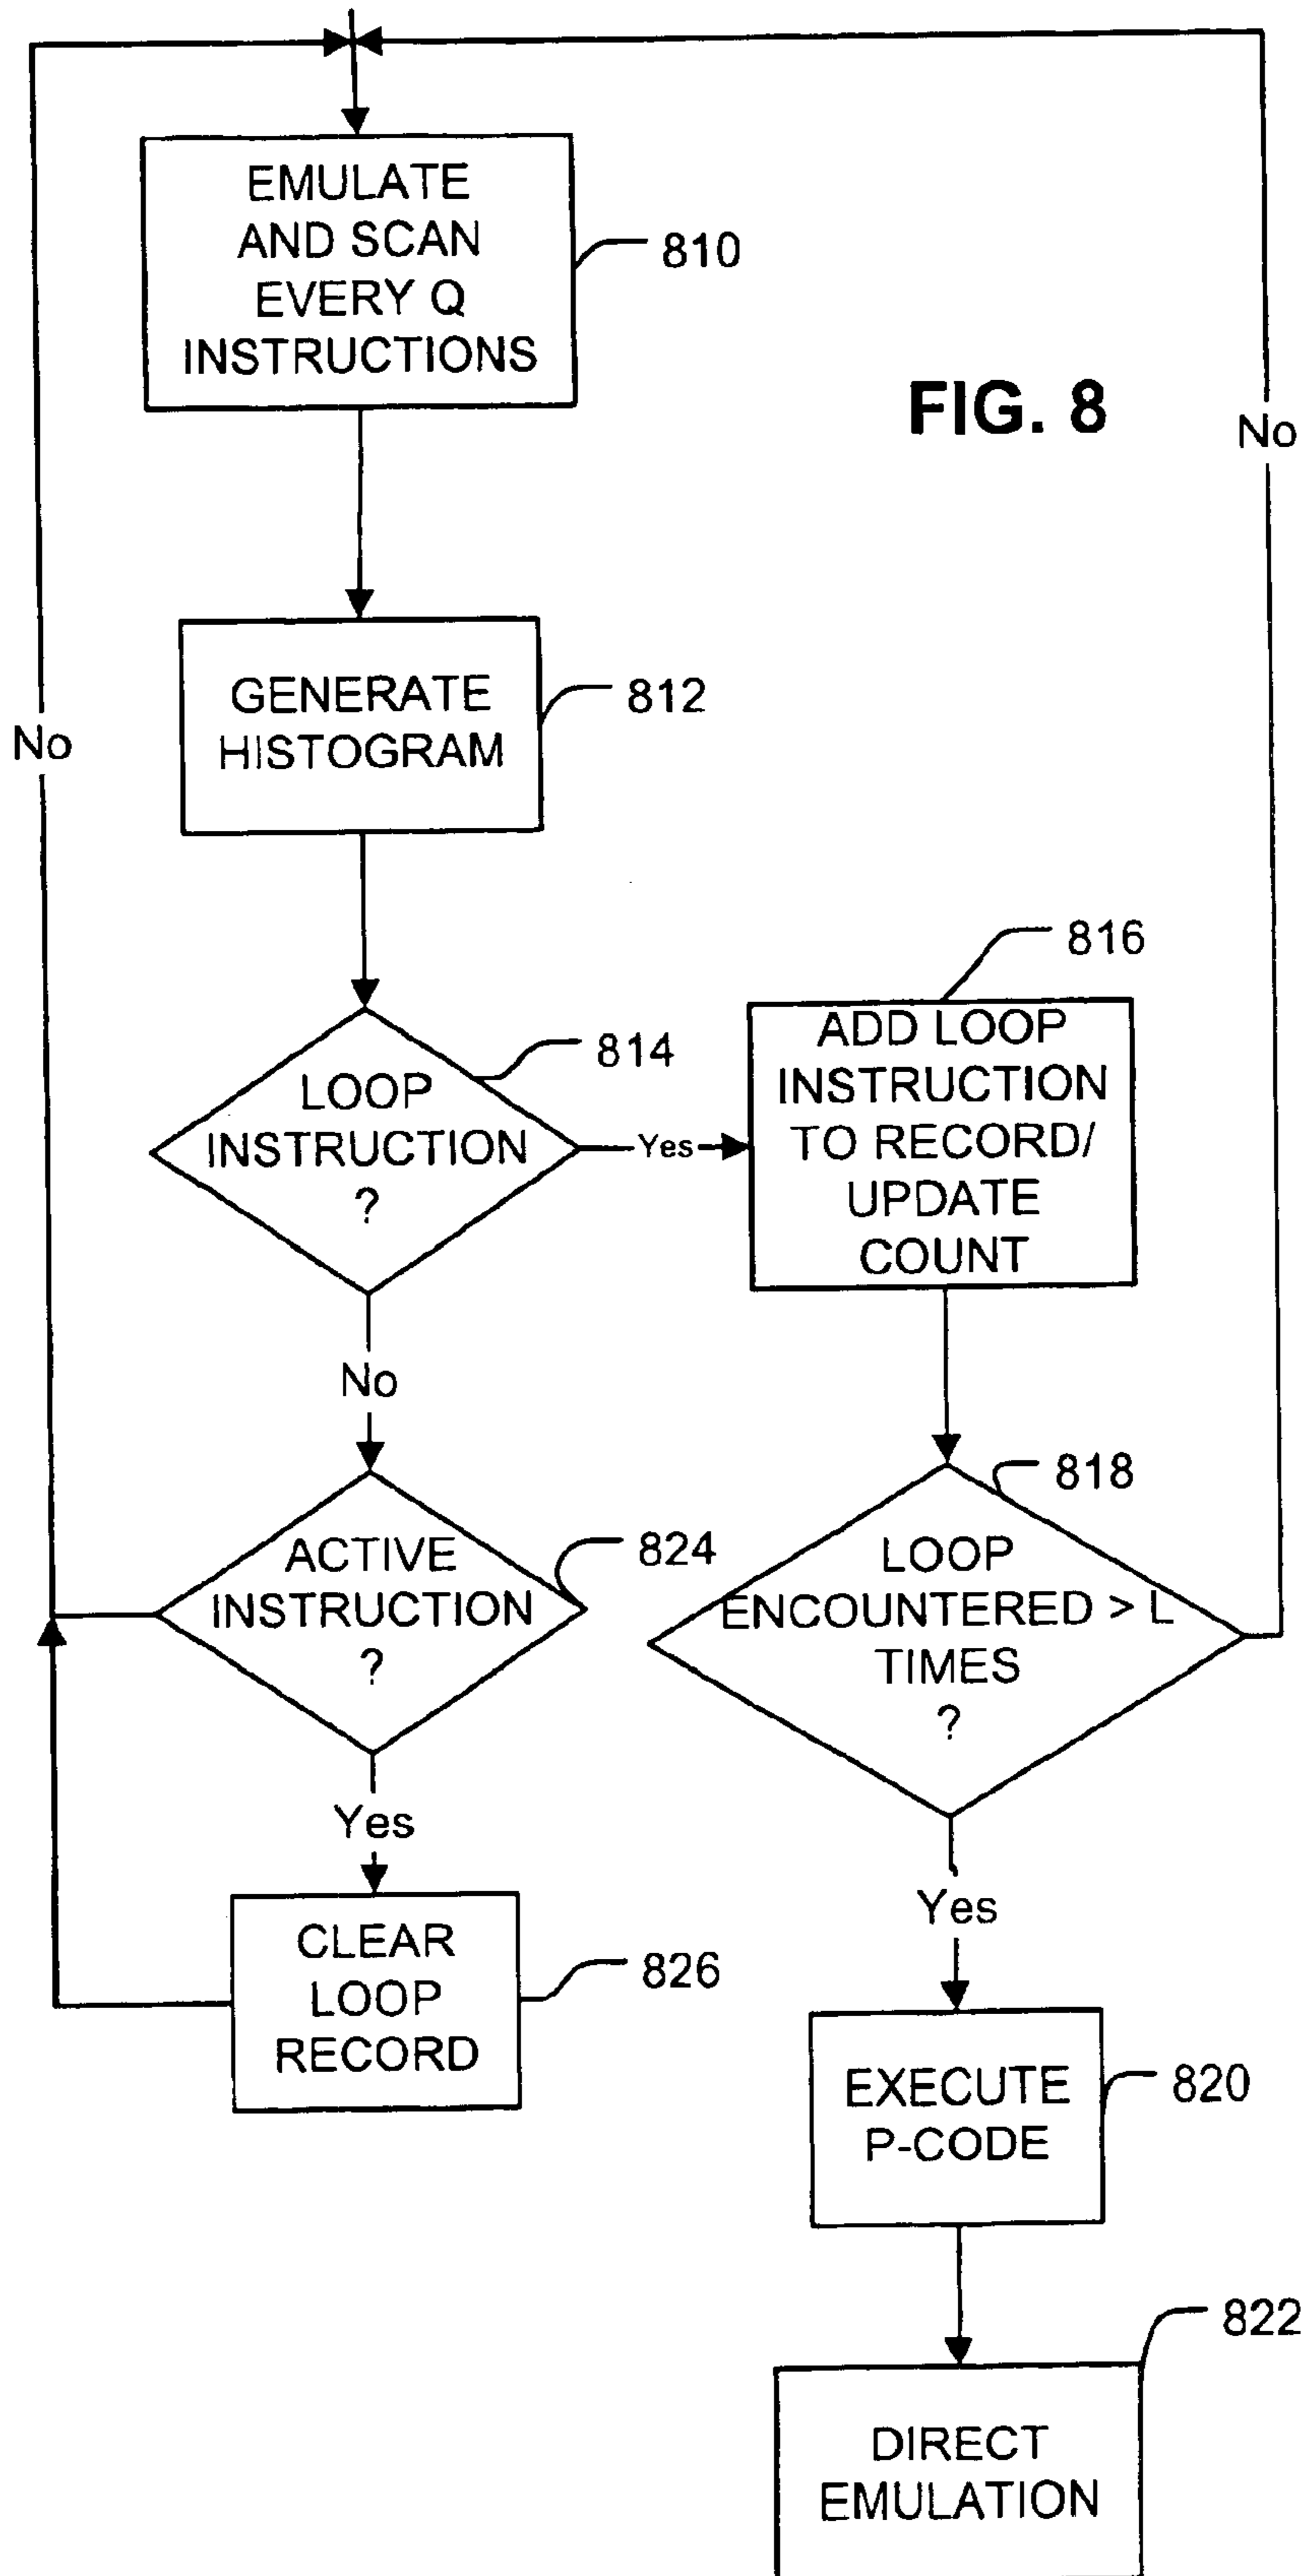 EMULATE
AND SCAN
EVERY Q
INSTRUCTIONS
810
FIG. 8
No
No
GENERATE
HISTOGRAM
812
816
ADD LOOP
INSTRUCTION
TO RECORD/
UPDATE
COUNT
814
LOOP
INSTRUCTION
?
Yes
No
818
LOOP
ENCOUNTERED > L
TIMES
?
824
ACTIVE
INSTRUCTION
?
Yes
Yes
CLEAR
LOOP
RECORD
826
EXECUTE
P-CODE
820
822
DIRECT
EMULATION